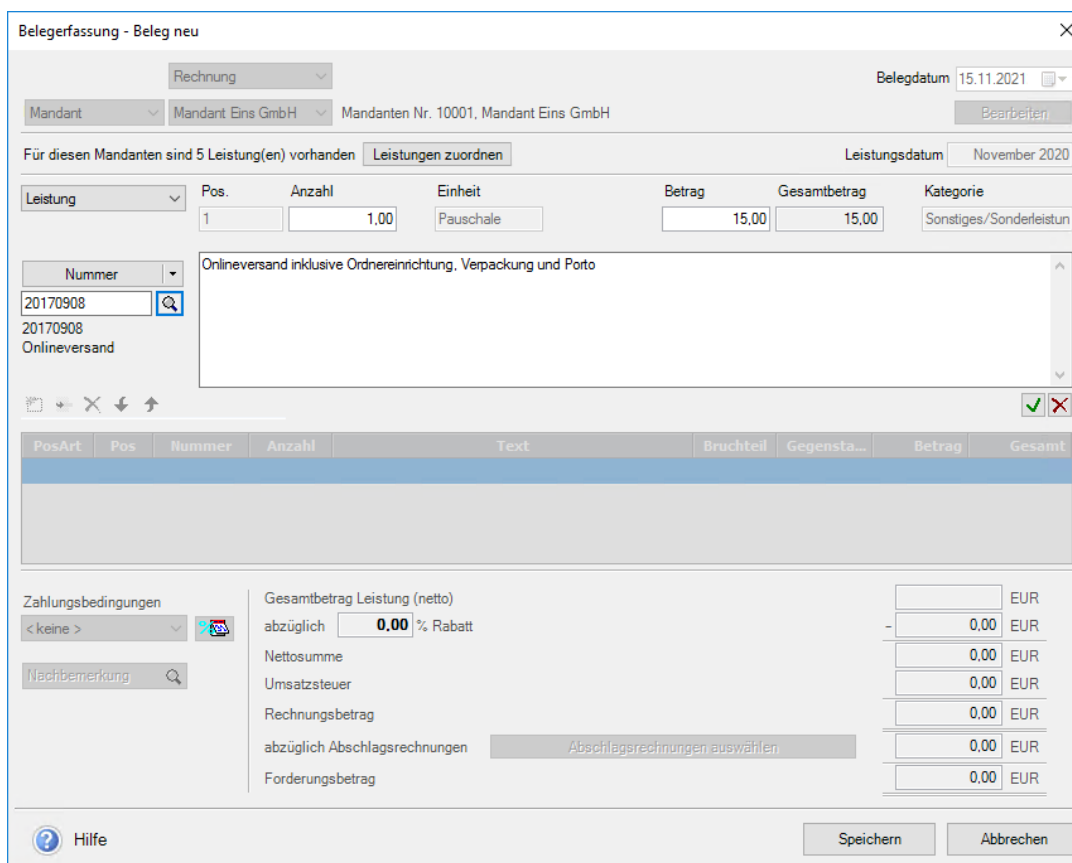 Belegerfassung - Beleg neu
Rechnung
Belegdatum 15.11.2021
Mandant Mandant Eins GmbH Mandanten Nr. 10001, Mandant Eins GmbH Bearbeiten
Für diesen Mandanten sind 5 Leistung(en) vorhanden Leistungen zuordnen Leistungsdatum November 2020
Leistung Pos. Anzahl Einheit Betrag Gesamtbetrag Kategorie
1 1,00 Pauschale 15,00 15,00 Sonstiges/Sonderleistun
Nummer Onlineversand inklusive Ordnereinrichtung, Verpackung und Porto
20170908
20170908
Onlineversand
PosArt Pos Nummer Anzahl Text Bruchteil Gegensta... Betrag Gesamt
Zahlungsbedingungen
< keine >
Nachbemerkung
Gesamtbetrag Leistung (netto) EUR
abzüglich 0,00 % Rabatt - 0,00 EUR
Nettosumme 0,00 EUR
Umsatzsteuer 0,00 EUR
Rechnungsbetrag 0,00 EUR
abzüglich Abschlagsrechnungen Abschlagsrechnungen auswählen 0,00 EUR
Forderungsbetrag 0,00 EUR
Hilfe Speichern Abbrechen